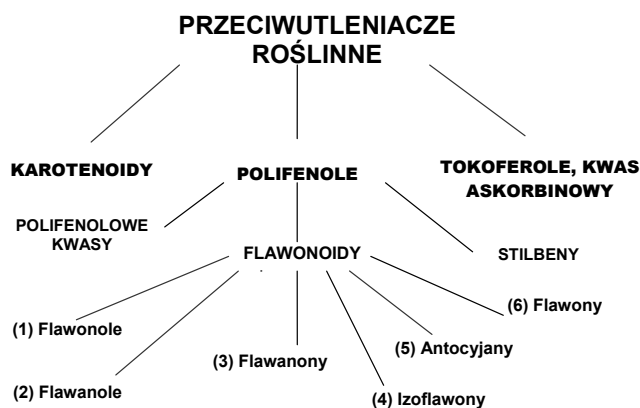 PRZECIWUTLENIACZE
ROŚLINNE
KAROTENOIDY
POLIFENOLE
TOKOFEROLE, KWAS
ASKORBINOWY
POLIFENOLOWE
KWASY
FLAWONOIDY
STILBENY
(1) Flawonole
(2) Flawanole
(3) Flawanony
(4) Izoflawony
(5) Antocyjany
(6) Flawony